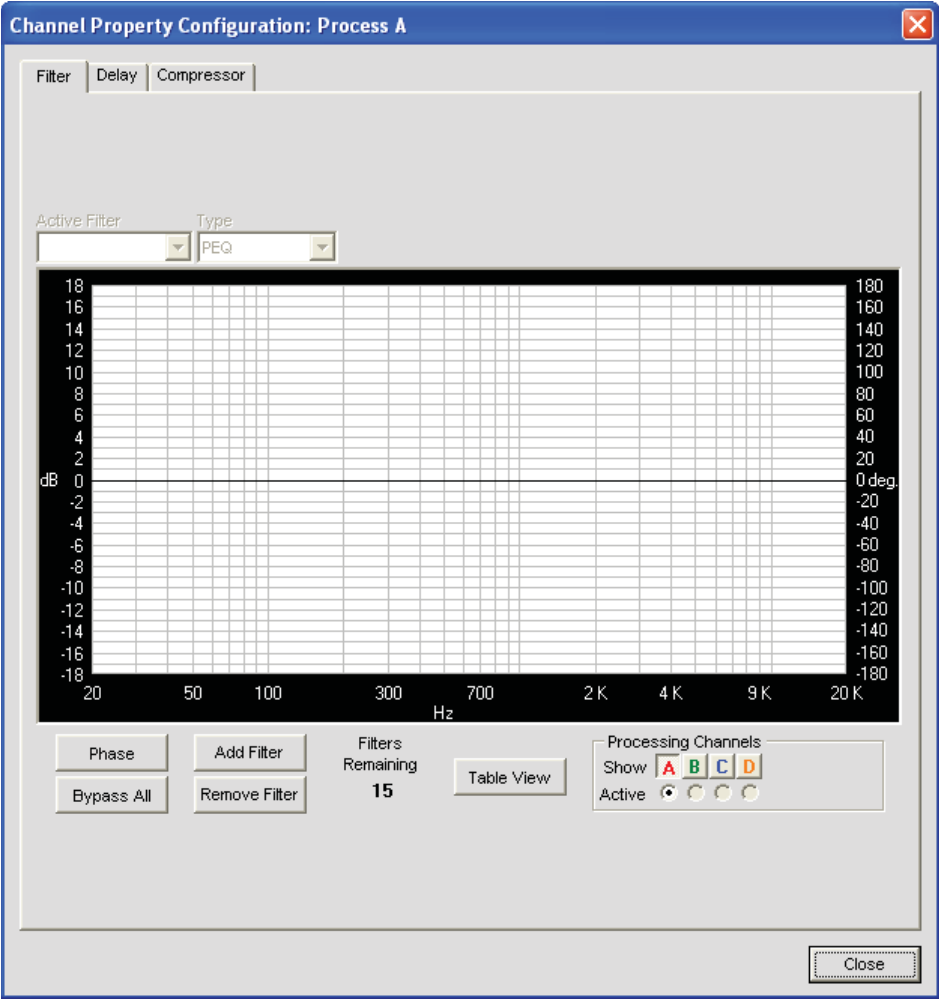 Channel Property Configuration: Process A
Filter Delay Compressor
Active Filter Type
PEQ
18 180
16 160
14 140
12 120
10 100
8 80
6 60
4 40
2 20
dB 0 0 deg.
-2 -20
-4 -40
-6 -60
-8 -80
-10 -100
-12 -120
-14 -140
-16 -160
-18 -180
20 50 100 300 700 2 K 4 K 9 K 20 K
Hz
Phase Add Filter Filters Remaining 15 Table View Processing Channels
Show A B C D
Bypass All Remove Filter Active
Close